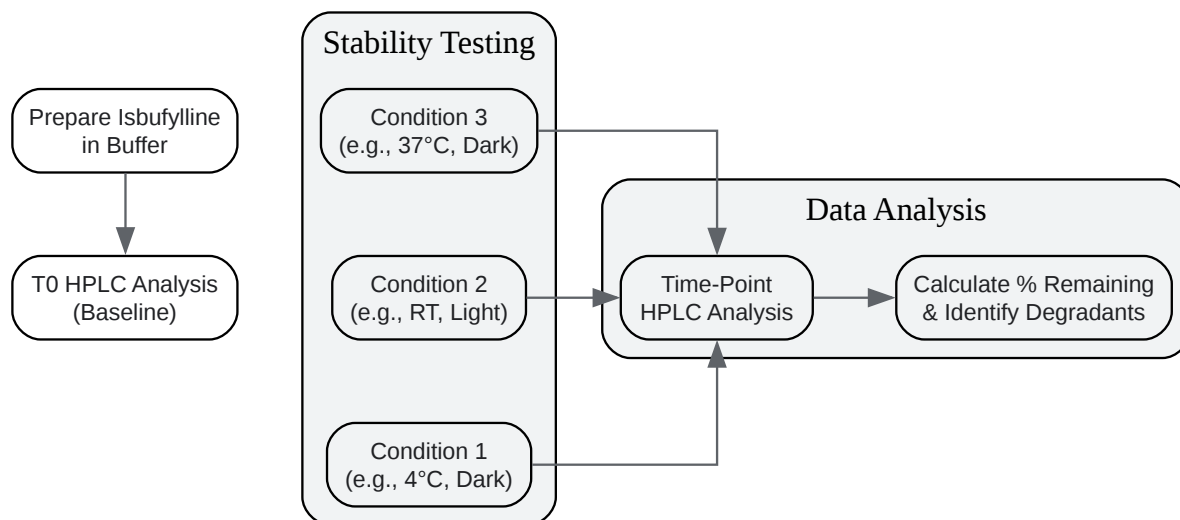 Prepare Isbufylline
in Buffer
T0 HPLC Analysis
(Baseline)
Stability Testing
Condition 3
(e.g., 37°C, Dark)
Condition 2
(e.g., RT, Light)
Condition 1
(e.g., 4°C, Dark)
Data Analysis
Time-Point
HPLC Analysis
Calculate % Remaining
& Identify Degradants